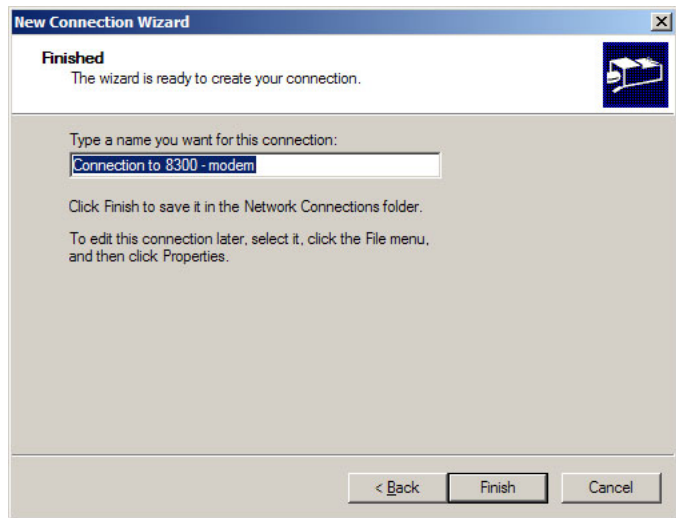 New Connection Wizard
Finished
The wizard is ready to create your connection.
Type a name you want for this connection:
Connection to 8300 - modem
Click Finish to save it in the Network Connections folder.
To edit this connection later, select it, click the File menu,
and then click Properties.
< Back Finish Cancel